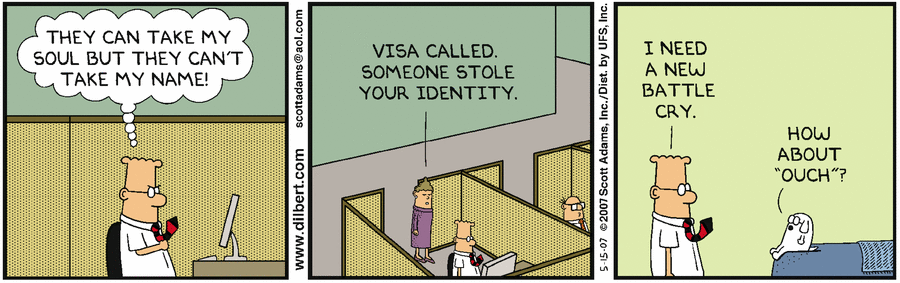 THEY CAN TAKE MY
SOUL BUT THEY CAN'T
TAKE MY NAME!
www.dilbert.com scottadams@aol.com
VISA CALLED.
SOMEONE STOLE
YOUR IDENTITY.
5-15-07 ©2007 Scott Adams, Inc./Dist. by UFS, Inc.
I NEED
A NEW
BATTLE
CRY.
HOW
ABOUT
"OUCH"?